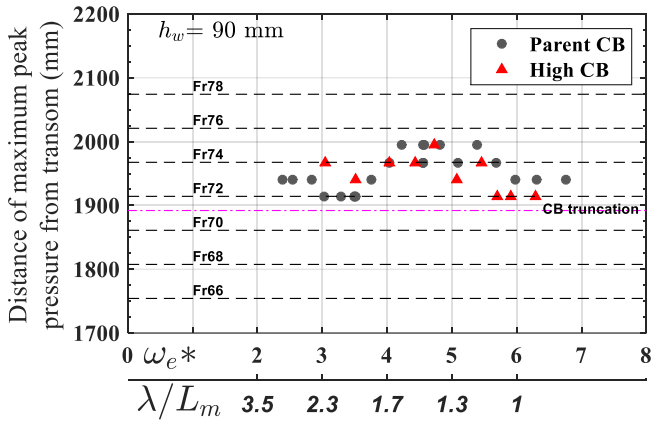 2200
2100
2000
1900
1800
1700
Distance of maximum peak
pressure from transom (mm)
h_w = 90 mm
Parent CB
High CB
Fr78
Fr76
Fr74
Fr72
CB truncation
Fr70
Fr68
Fr66
0 ω_e* 2 3 4 5 6 7 8
λ/L_m 3.5 2.3 1.7 1.3 1